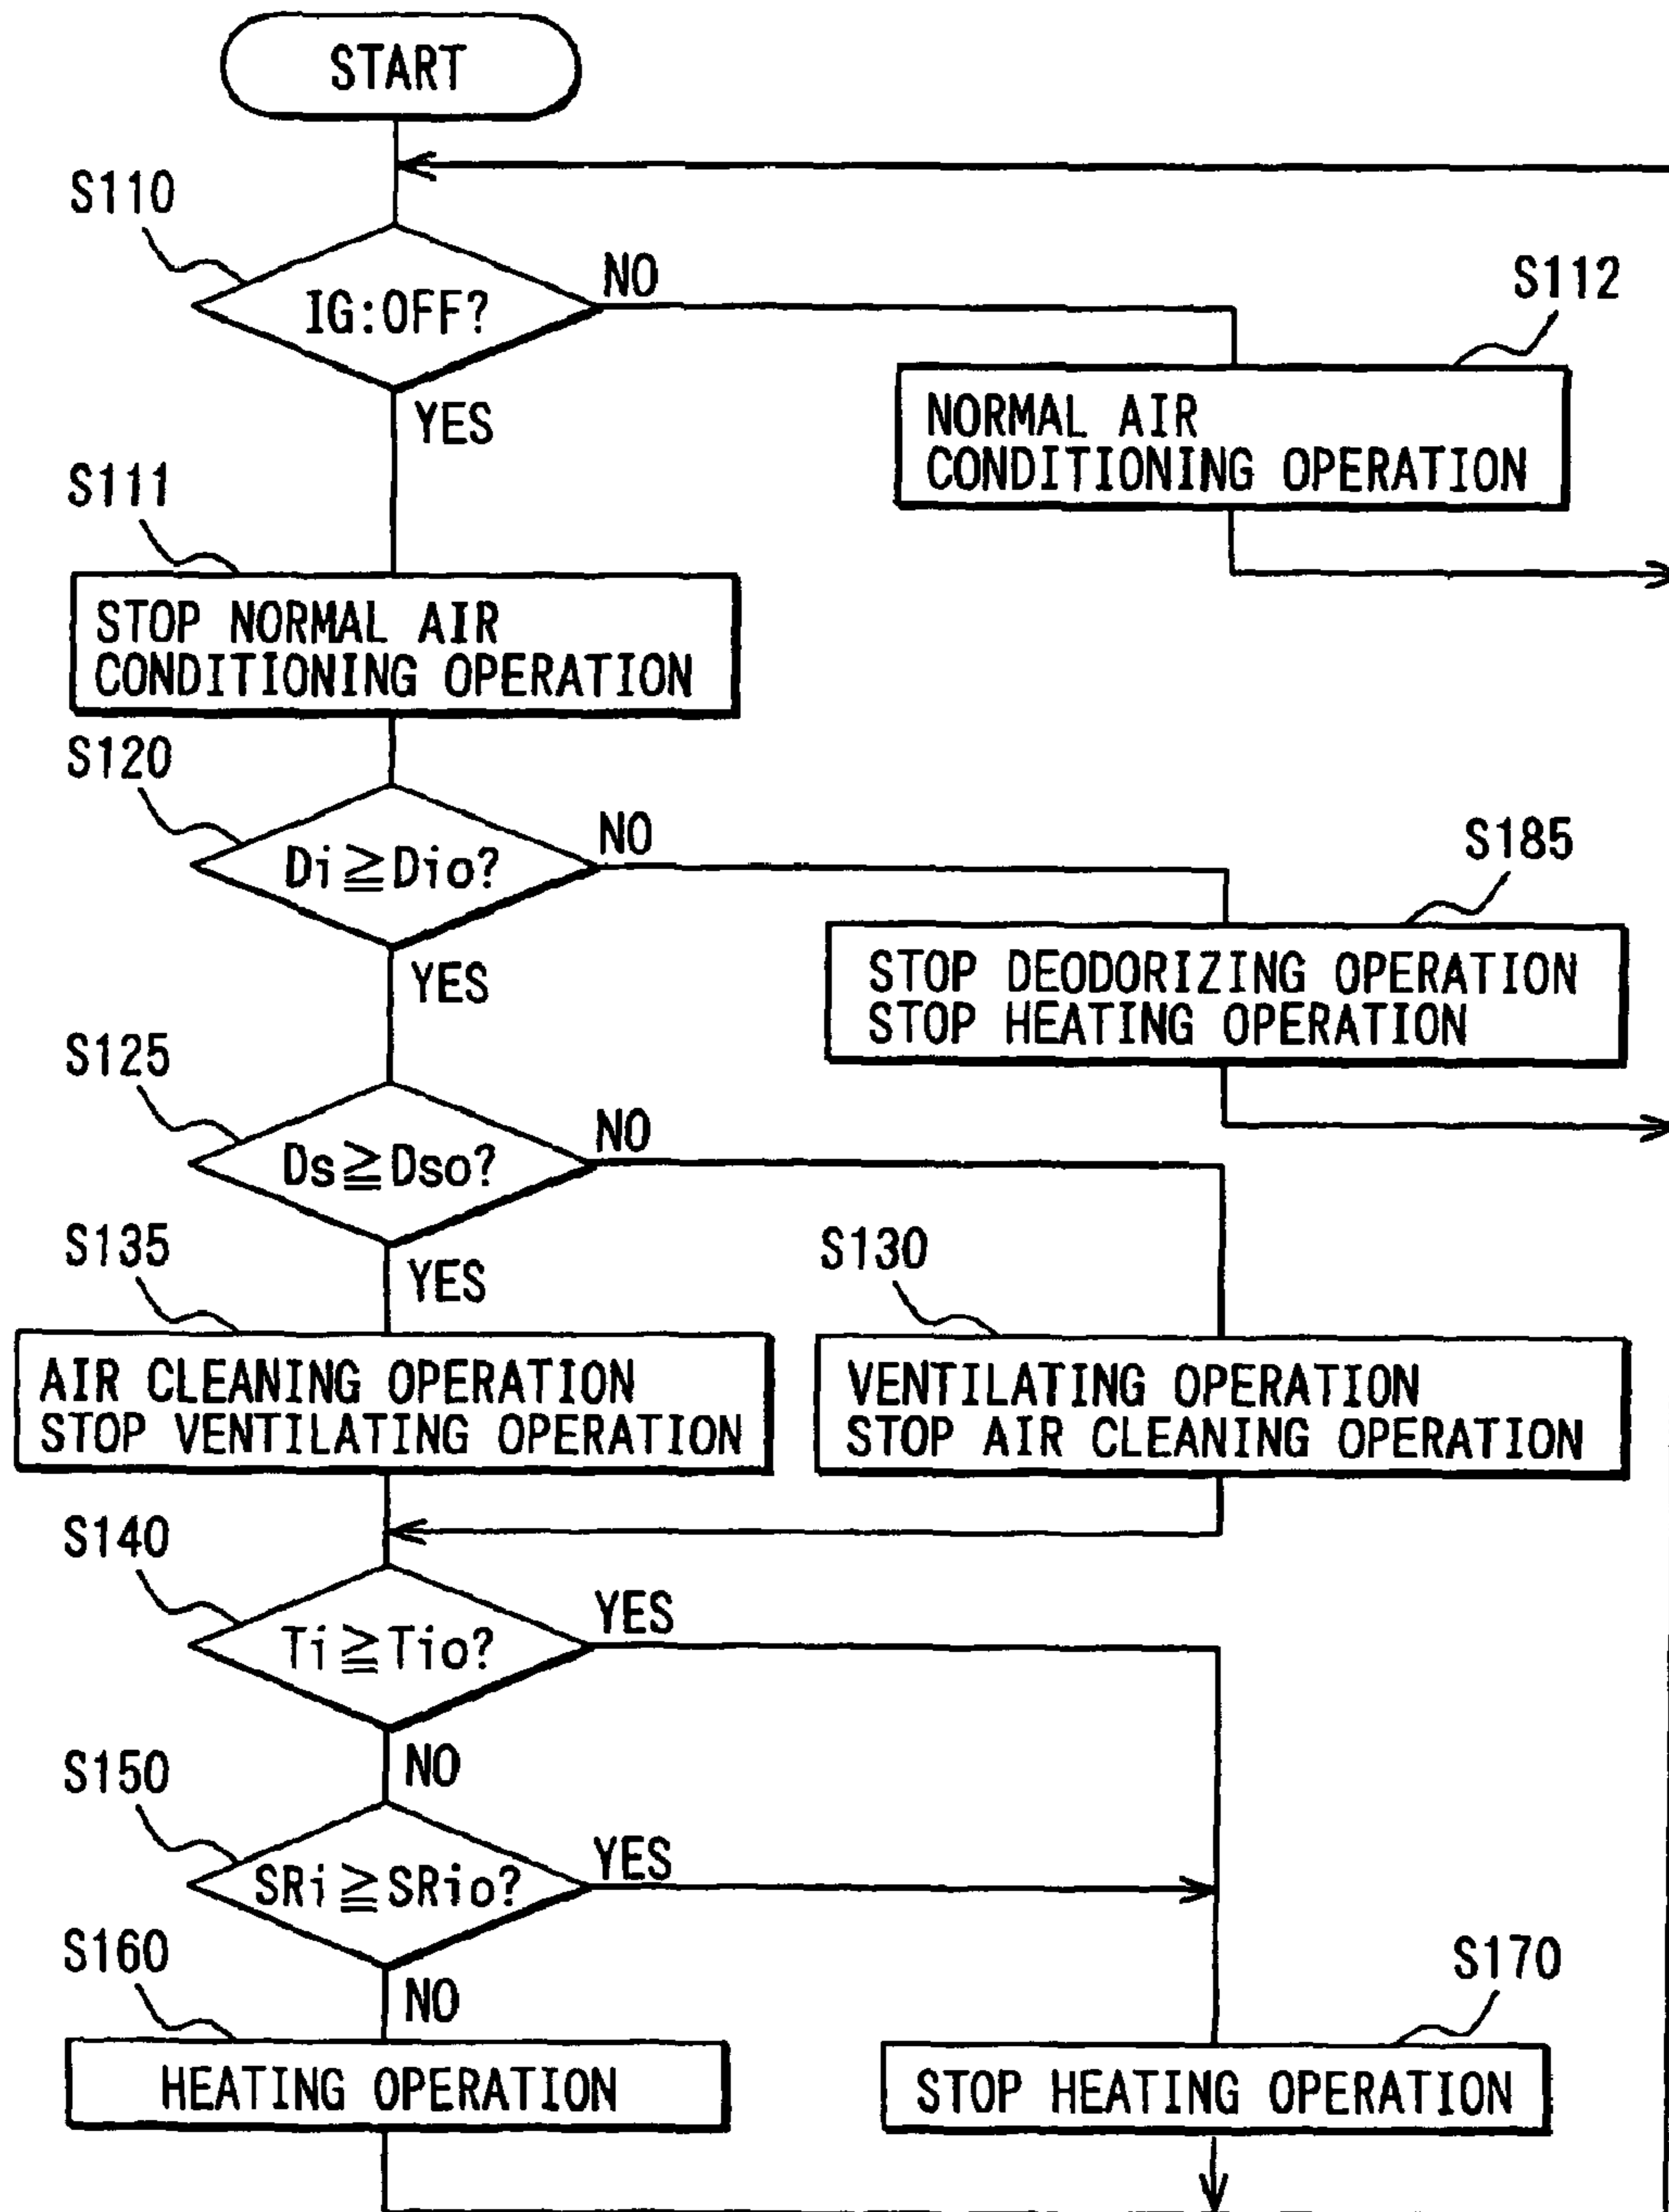 START
S110
IG:OFF?
NO
YES
S112
NORMAL AIR
CONDITIONING OPERATION
S111
STOP NORMAL AIR
CONDITIONING OPERATION
S120
Di≧Dio?
NO
YES
S185
STOP DEODORIZING OPERATION
STOP HEATING OPERATION
S125
Ds≧Dso?
NO
YES
S135
AIR CLEANING OPERATION
STOP VENTILATING OPERATION
S130
VENTILATING OPERATION
STOP AIR CLEANING OPERATION
S140
Ti≧Tio?
YES
NO
S150
SRi≧SRio?
YES
NO
S160
HEATING OPERATION
S170
STOP HEATING OPERATION